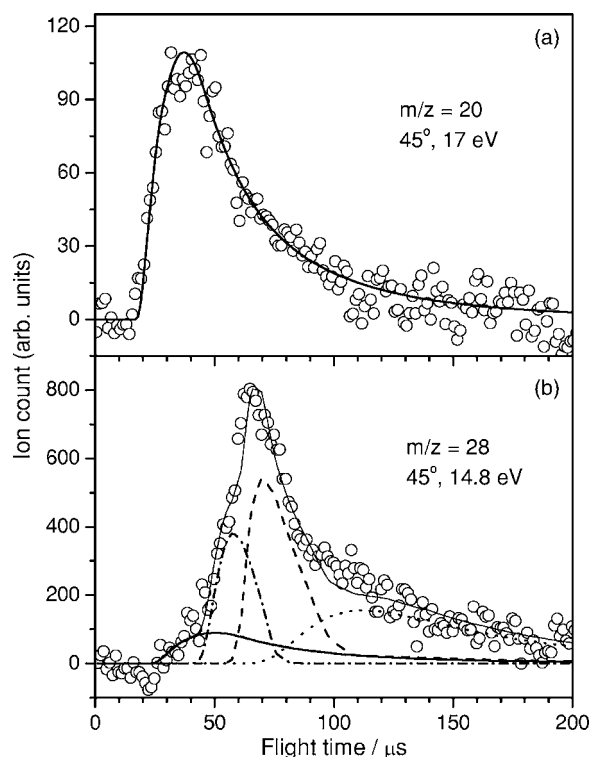 120
90
60
30
0
(a)
m/z = 20
45°, 17 eV
Ion count (arb. units)
800
600
400
200
0
(b)
m/z = 28
45°, 14.8 eV
0 50 100 150 200
Flight time / μs